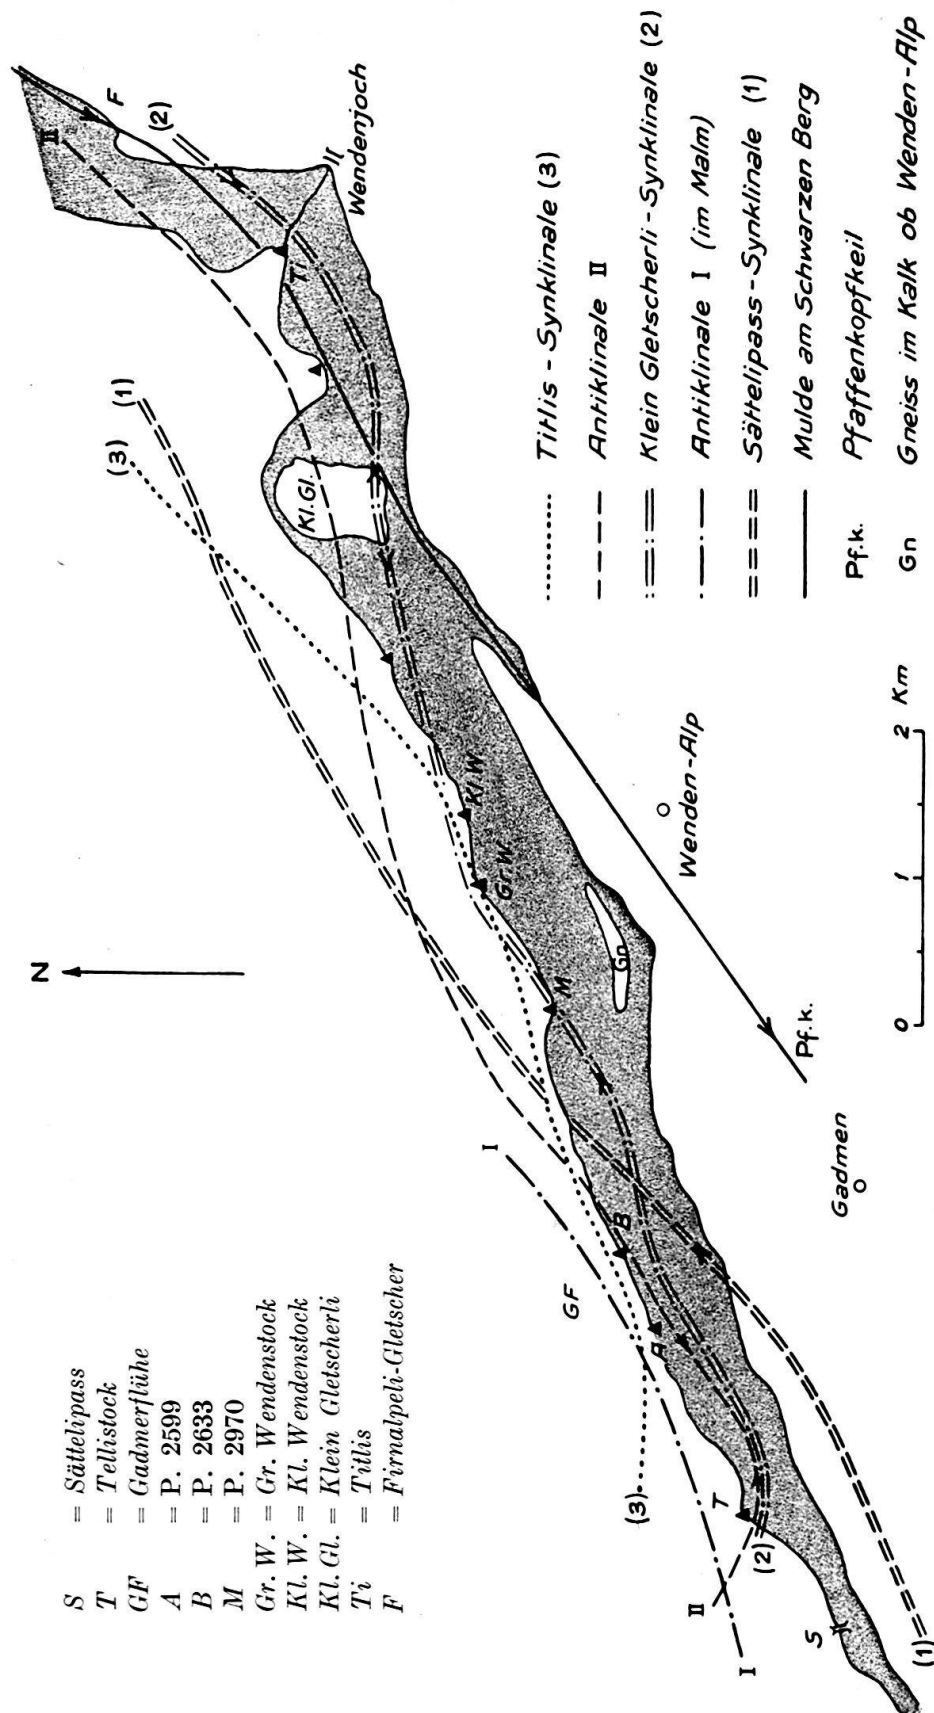 S = Sättelipass
T = Tellistock
GF = Gadmerflühe
A = P. 2599
B = P. 2633
M = P. 2970
Gr. W. = Gr. Wendenstock
Kl. W. = Kl. Wendenstock
Kl. Gl. = Klein Gletscherli
Ti = Titlis
F = Firnalpeli-Gletscher
N
(3)
(1)
II
F
(2)
Wendenjoch
Ti
Kl. Gl.
Kl. W.
Gr. W.
M
Gn
I
GF
B
A
(3)
T
II
I
(2)
S
(1)
Wenden-Alp
Pf.k.
Gadmen
0 1 2 Km
Titlis - Synklinale (3)
Antiklinale II
Klein Gletscherli - Synklinale (2)
Antiklinale I (im Malm)
Sättelipass - Synklinale (1)
Mulde am Schwarzen Berg
Pf.k. Pfaffenkopfkeil
Gn Gneiss im Kalk ob Wenden-Alp